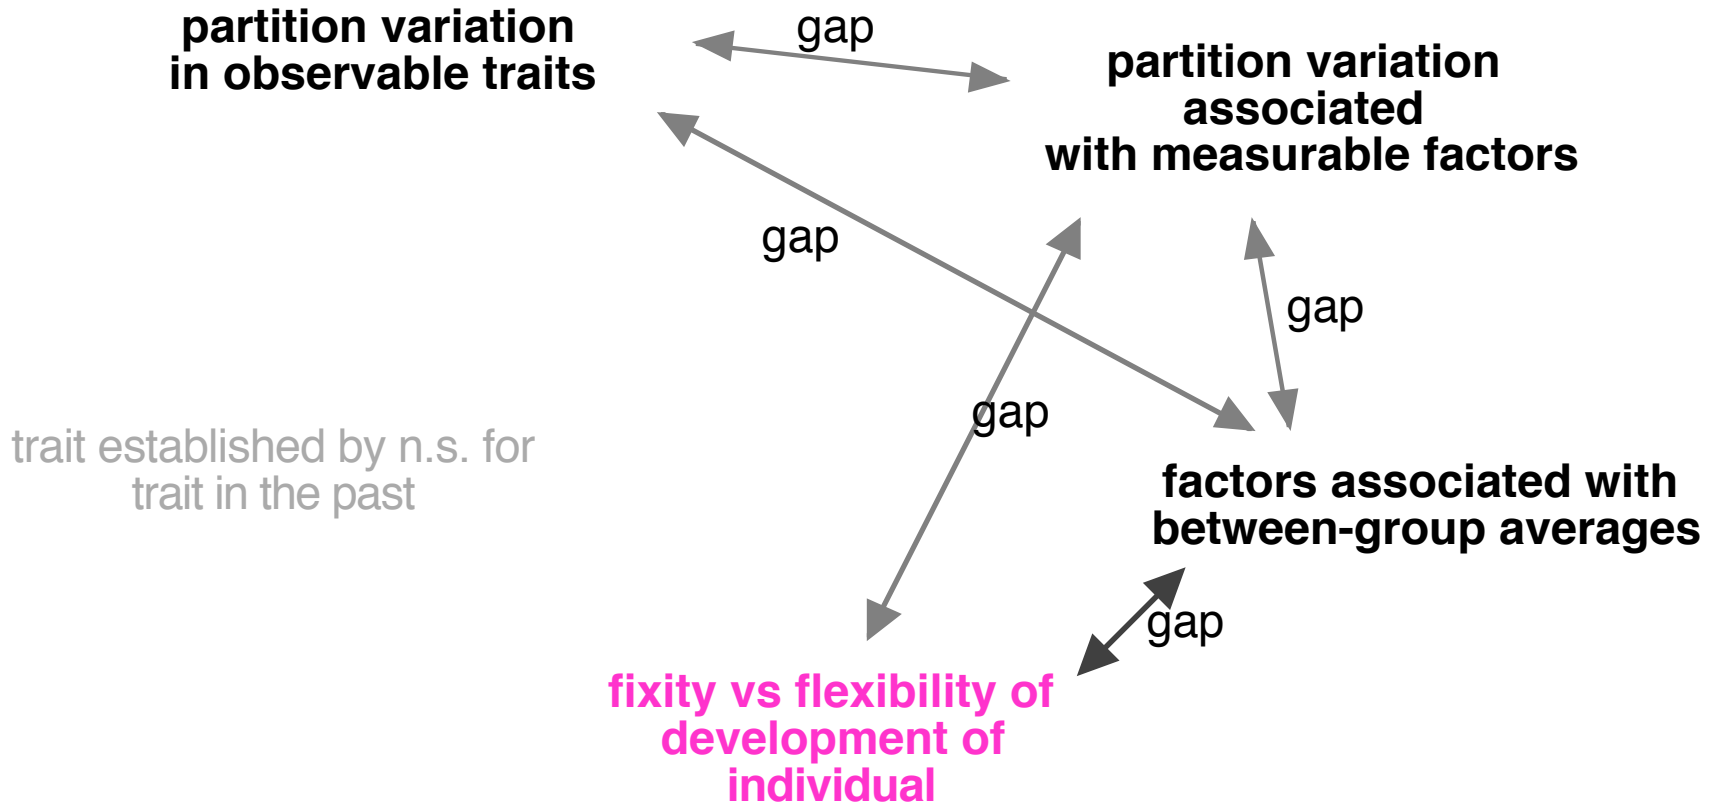 partition variation
in observable traits
gap
partition variation
associated
with measurable factors
gap
gap
gap
trait established by n.s. for
trait in the past
factors associated with
between-group averages
gap
fixity vs flexibility of
development of
individual